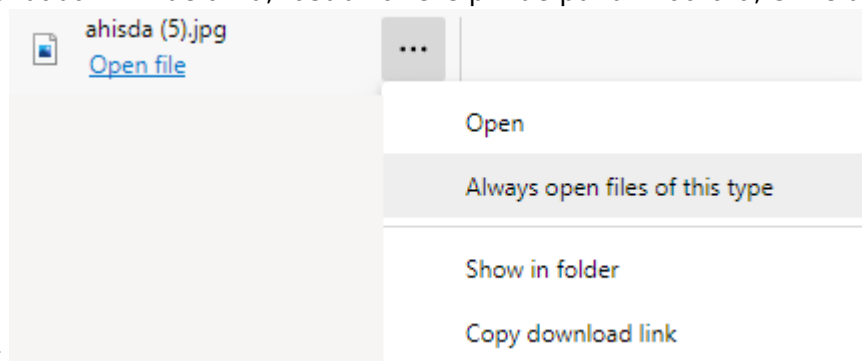 ahisda (5).jpg
Open file
...
Open
Always open files of this type
Show in folder
Copy download link